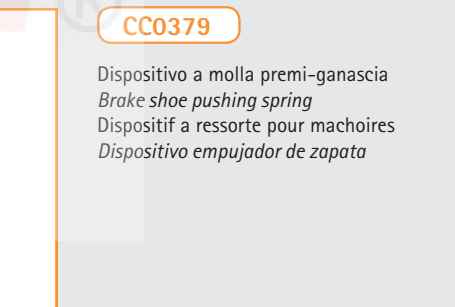 CC0379
Dispositivo a molla premi-ganascia
Brake shoe pushing spring
Dispositif a ressorte pour machoires
Dispositivo empujador de zapata